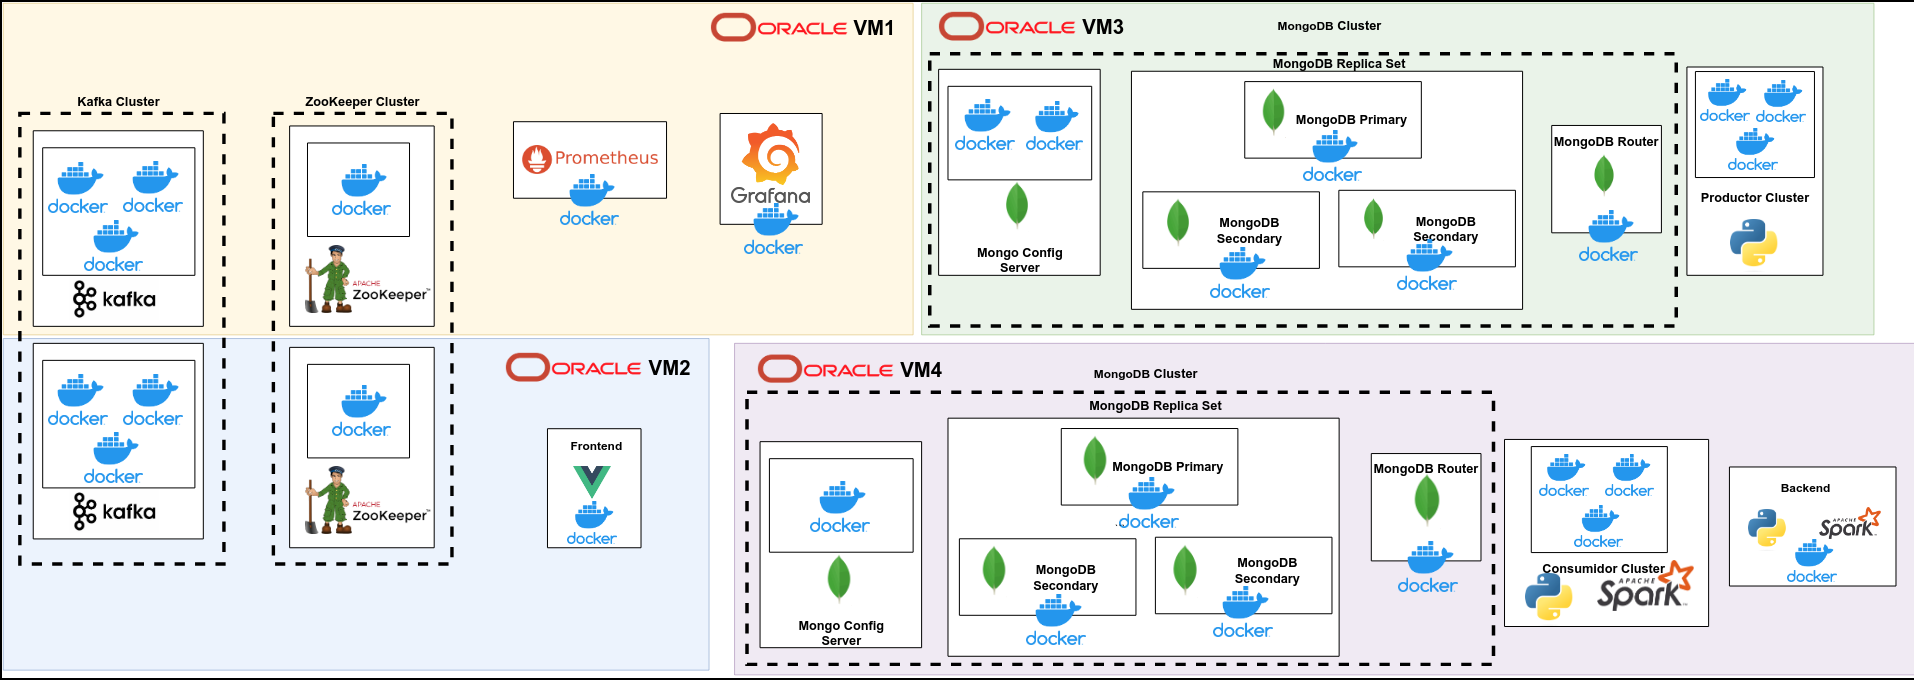 ORACLE VM1
Kafka Cluster
ZooKeeper Cluster
docker
docker
docker
kafka
docker
APACHE
ZooKeeper™
Prometheus
docker
Grafana
docker
ORACLE VM2
docker
docker
docker
kafka
docker
APACHE
ZooKeeper™
Frontend
docker
ORACLE VM3
MongoDB Cluster
MongoDB Replica Set
docker
docker
Mongo Config
Server
MongoDB Primary
docker
MongoDB
Secondary
docker
MongoDB
Secondary
docker
MongoDB Router
docker
docker
docker
docker
Productor Cluster
ORACLE VM4
MongoDB Cluster
MongoDB Replica Set
docker
Mongo Config
Server
MongoDB Primary
docker
MongoDB
Secondary
docker
MongoDB
Secondary
docker
MongoDB Router
docker
docker
docker
docker
Consumidor Cluster
APACHE
Spark™
Backend
APACHE
Spark™
docker